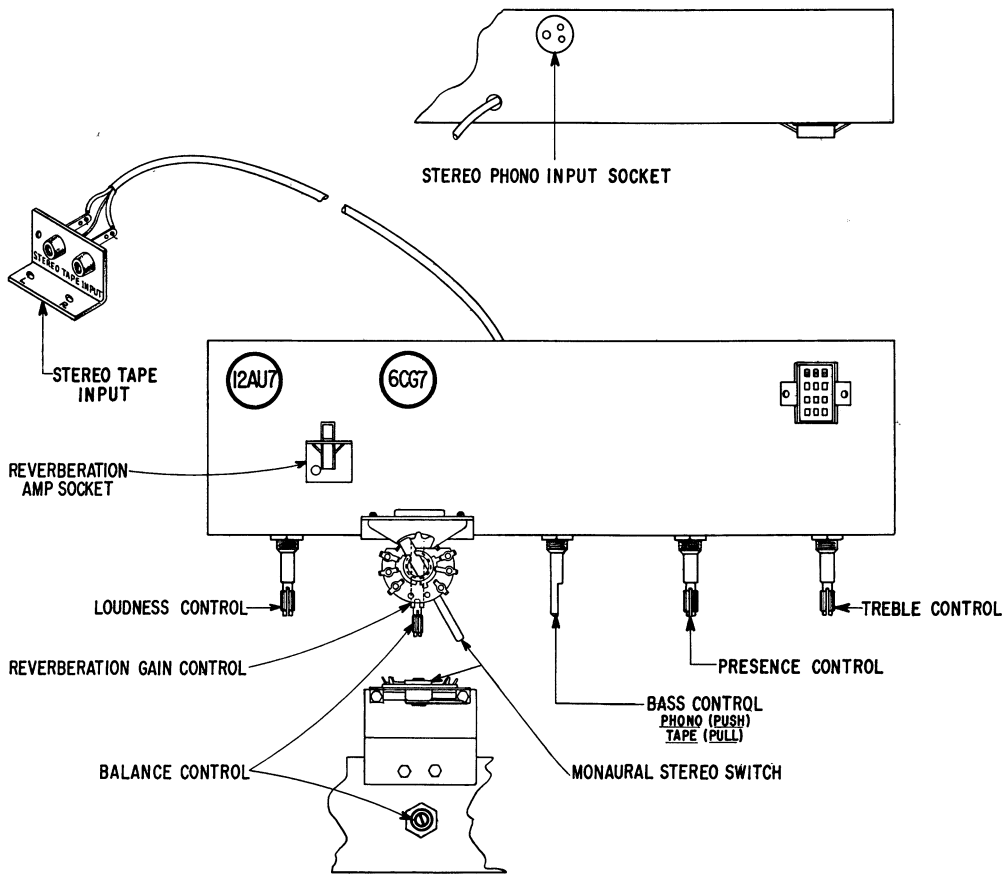 STEREO PHONO INPUT SOCKET
STEREO TAPE INPUT
L R
STEREO TAPE
INPUT
12AU7
6CG7
REVERBERATION
AMP SOCKET
LOUDNESS CONTROL
TREBLE CONTROL
REVERBERATION GAIN CONTROL
PRESENCE CONTROL
BASS CONTROL
PHONO (PUSH)
TAPE (PULL)
BALANCE CONTROL
MONAURAL STEREO SWITCH